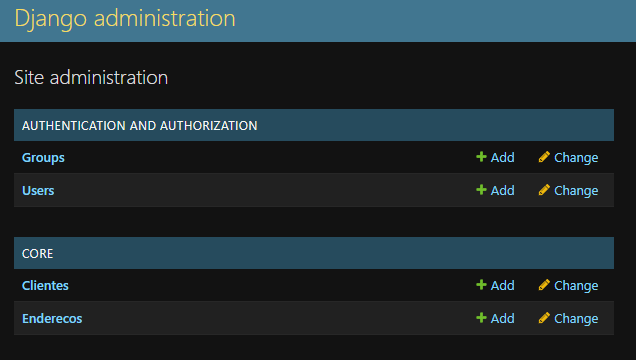 Django administration
Site administration
AUTHENTICATION AND AUTHORIZATION
Groups Add Change
Users Add Change
CORE
Clientes Add Change
Enderecos Add Change